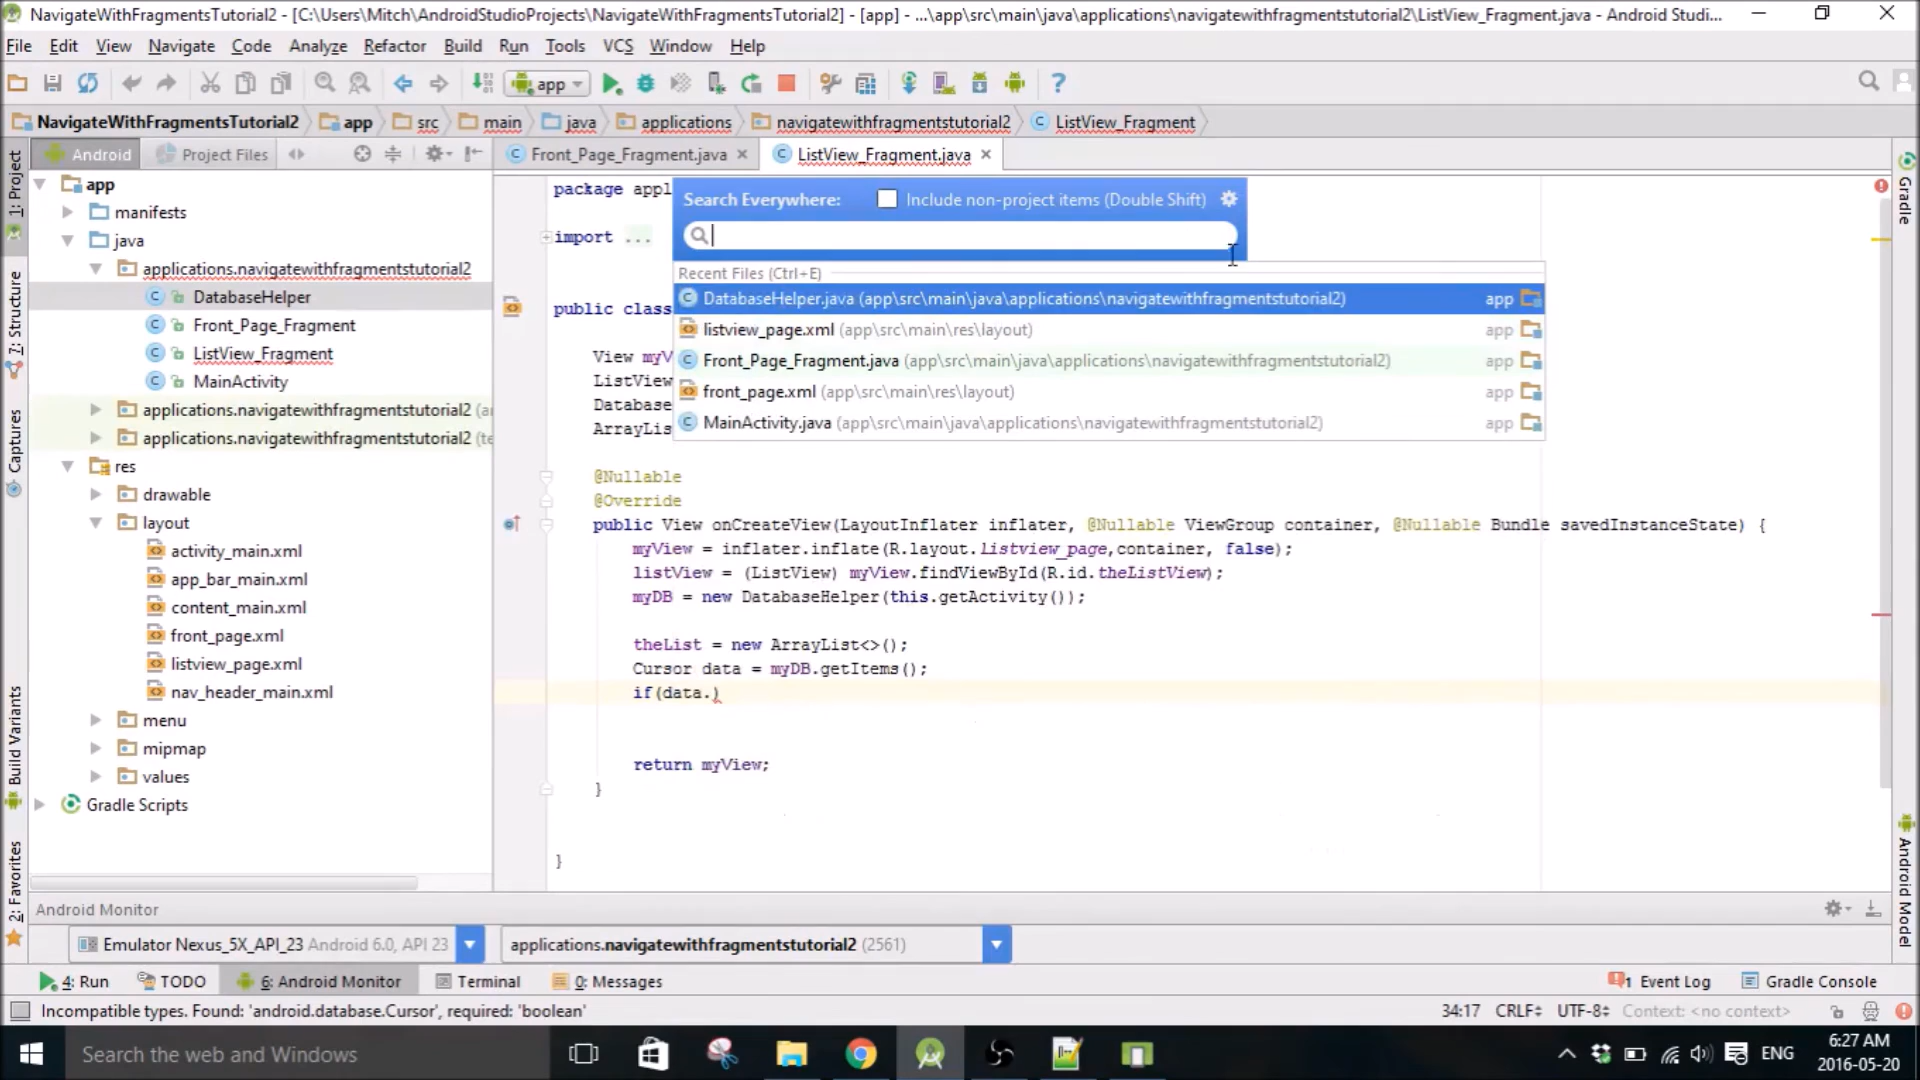 NavigateWithFragmentsTutorial2 - [C:\Users\Mitch\AndroidStudioProjects\NavigateWithFragmentsTutorial2] - [app] - ...\app\src\main\java\applications\navigatewithfragmentstutorial2\ListView_Fragment.java - Android Studi...
File Edit View Navigate Code Analyze Refactor Build Run Tools VCS Window Help
app
NavigateWithFragmentsTutorial2 app src main java applications navigatewithfragmentstutorial2 ListView_Fragment
Android Project Files Front_Page_Fragment.java ListView_Fragment.java
1: Project
7: Structure
Captures
Build Variants
2: Favorites
app
manifests
java
applications.navigatewithfragmentstutorial2
DatabaseHelper
Front_Page_Fragment
ListView_Fragment
MainActivity
applications.navigatewithfragmentstutorial2 (ar
applications.navigatewithfragmentstutorial2 (te
res
drawable
layout
activity_main.xml
app_bar_main.xml
content_main.xml
front_page.xml
listview_page.xml
nav_header_main.xml
menu
mipmap
values
Gradle Scripts
package appl
import ...
public class
View myV
ListView
Database
ArrayLis
Search Everywhere: Include non-project items (Double Shift)
Recent Files (Ctrl+E)
DatabaseHelper.java (app\src\main\java\applications\navigatewithfragmentstutorial2) app
listview_page.xml (app\src\main\res\layout) app
Front_Page_Fragment.java (app\src\main\java\applications\navigatewithfragmentstutorial2) app
front_page.xml (app\src\main\res\layout) app
MainActivity.java (app\src\main\java\applications\navigatewithfragmentstutorial2) app
@Nullable
@Override
public View onCreateView(LayoutInflater inflater, @Nullable ViewGroup container, @Nullable Bundle savedInstanceState) {
myView = inflater.inflate(R.layout.listview_page,container, false);
listView = (ListView) myView.findViewById(R.id.theListView);
myDB = new DatabaseHelper(this.getActivity());
theList = new ArrayList<>();
Cursor data = myDB.getItems();
if(data.)
return myView;
}
}
Gradle
Android Model
Android Monitor
Emulator Nexus_5X_API_23 Android 6.0, API 23 applications.navigatewithfragmentstutorial2 (2561)
4: Run TODO 6: Android Monitor Terminal 0: Messages 1 Event Log Gradle Console
Incompatible types. Found: 'android.database.Cursor', required: 'boolean' 34:17 CRLF UTF-8 Context: <no context>
Search the web and Windows ENG 6:27 AM
2016-05-20